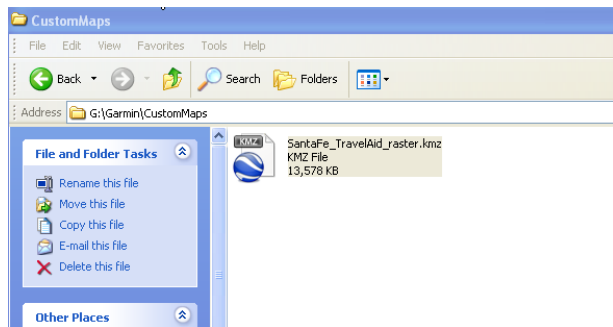 CustomMaps
File Edit View Favorites Tools Help
Back Search Folders
Address G:\Garmin\CustomMaps
File and Folder Tasks
Rename this file
Move this file
Copy this file
E-mail this file
Delete this file
Other Places
KMZ
SantaFe_TravelAid_raster.kmz
KMZ File
13,578 KB